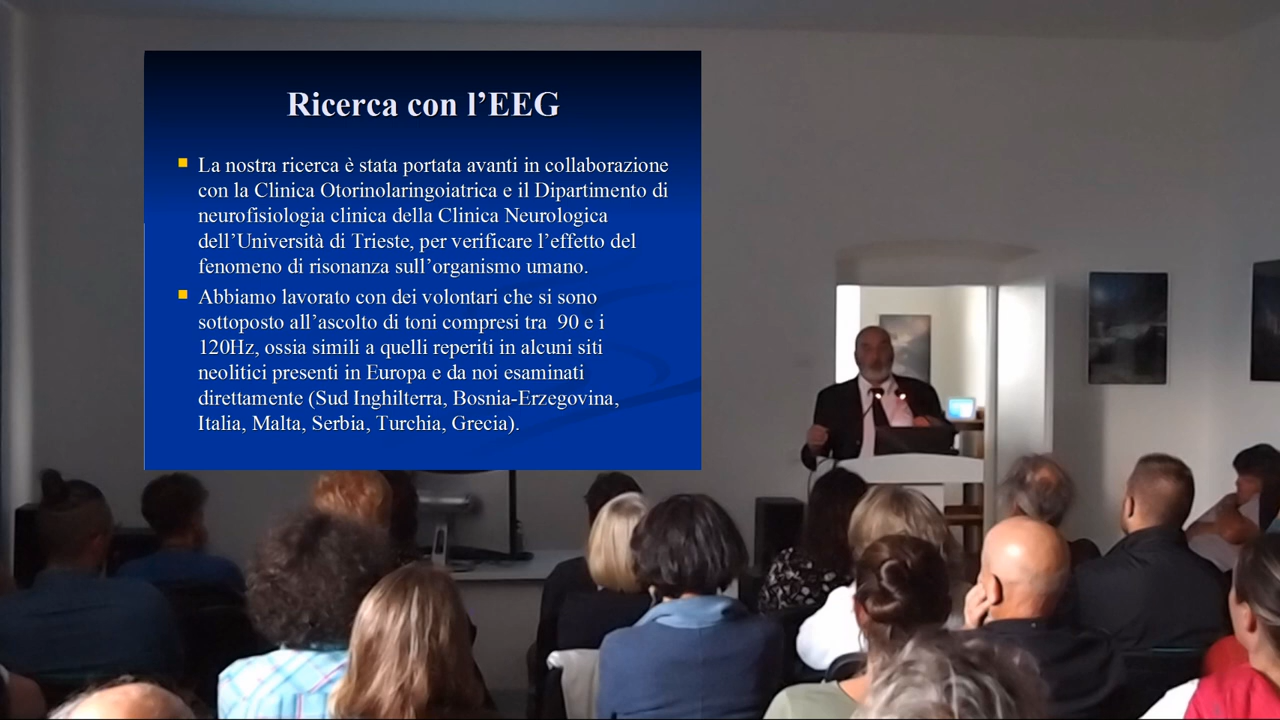 Ricerca con l’EEG
La nostra ricerca è stata portata avanti in collaborazione
con la Clinica Otorinolaringoiatrica e il Dipartimento di
neurofisiologia clinica della Clinica Neurologica
dell’Università di Trieste, per verificare l’effetto del
fenomeno di risonanza sull’organismo umano.
Abbiamo lavorato con dei volontari che si sono
sottoposto all’ascolto di toni compresi tra  90 e i
120Hz, ossia simili a quelli reperiti in alcuni siti
neolitici presenti in Europa e da noi esaminati
direttamente (Sud Inghilterra, Bosnia-Erzegovina,
Italia, Malta, Serbia, Turchia, Grecia).